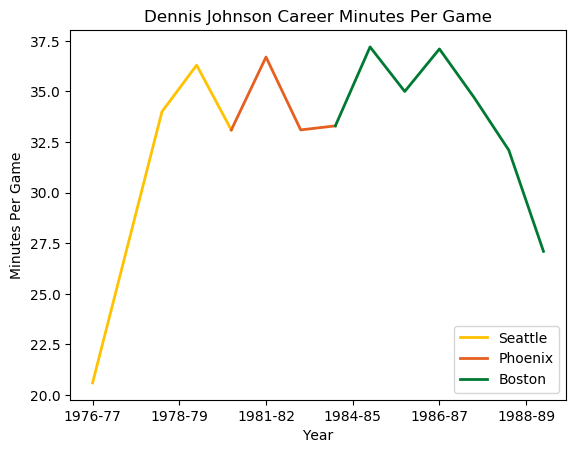 Dennis Johnson Career Minutes Per Game
37.5
35.0
32.5
30.0
27.5
25.0
22.5
20.0
Minutes Per Game
1976-77 1978-79 1981-82 1984-85 1986-87 1988-89
Year
Seattle
Phoenix
Boston